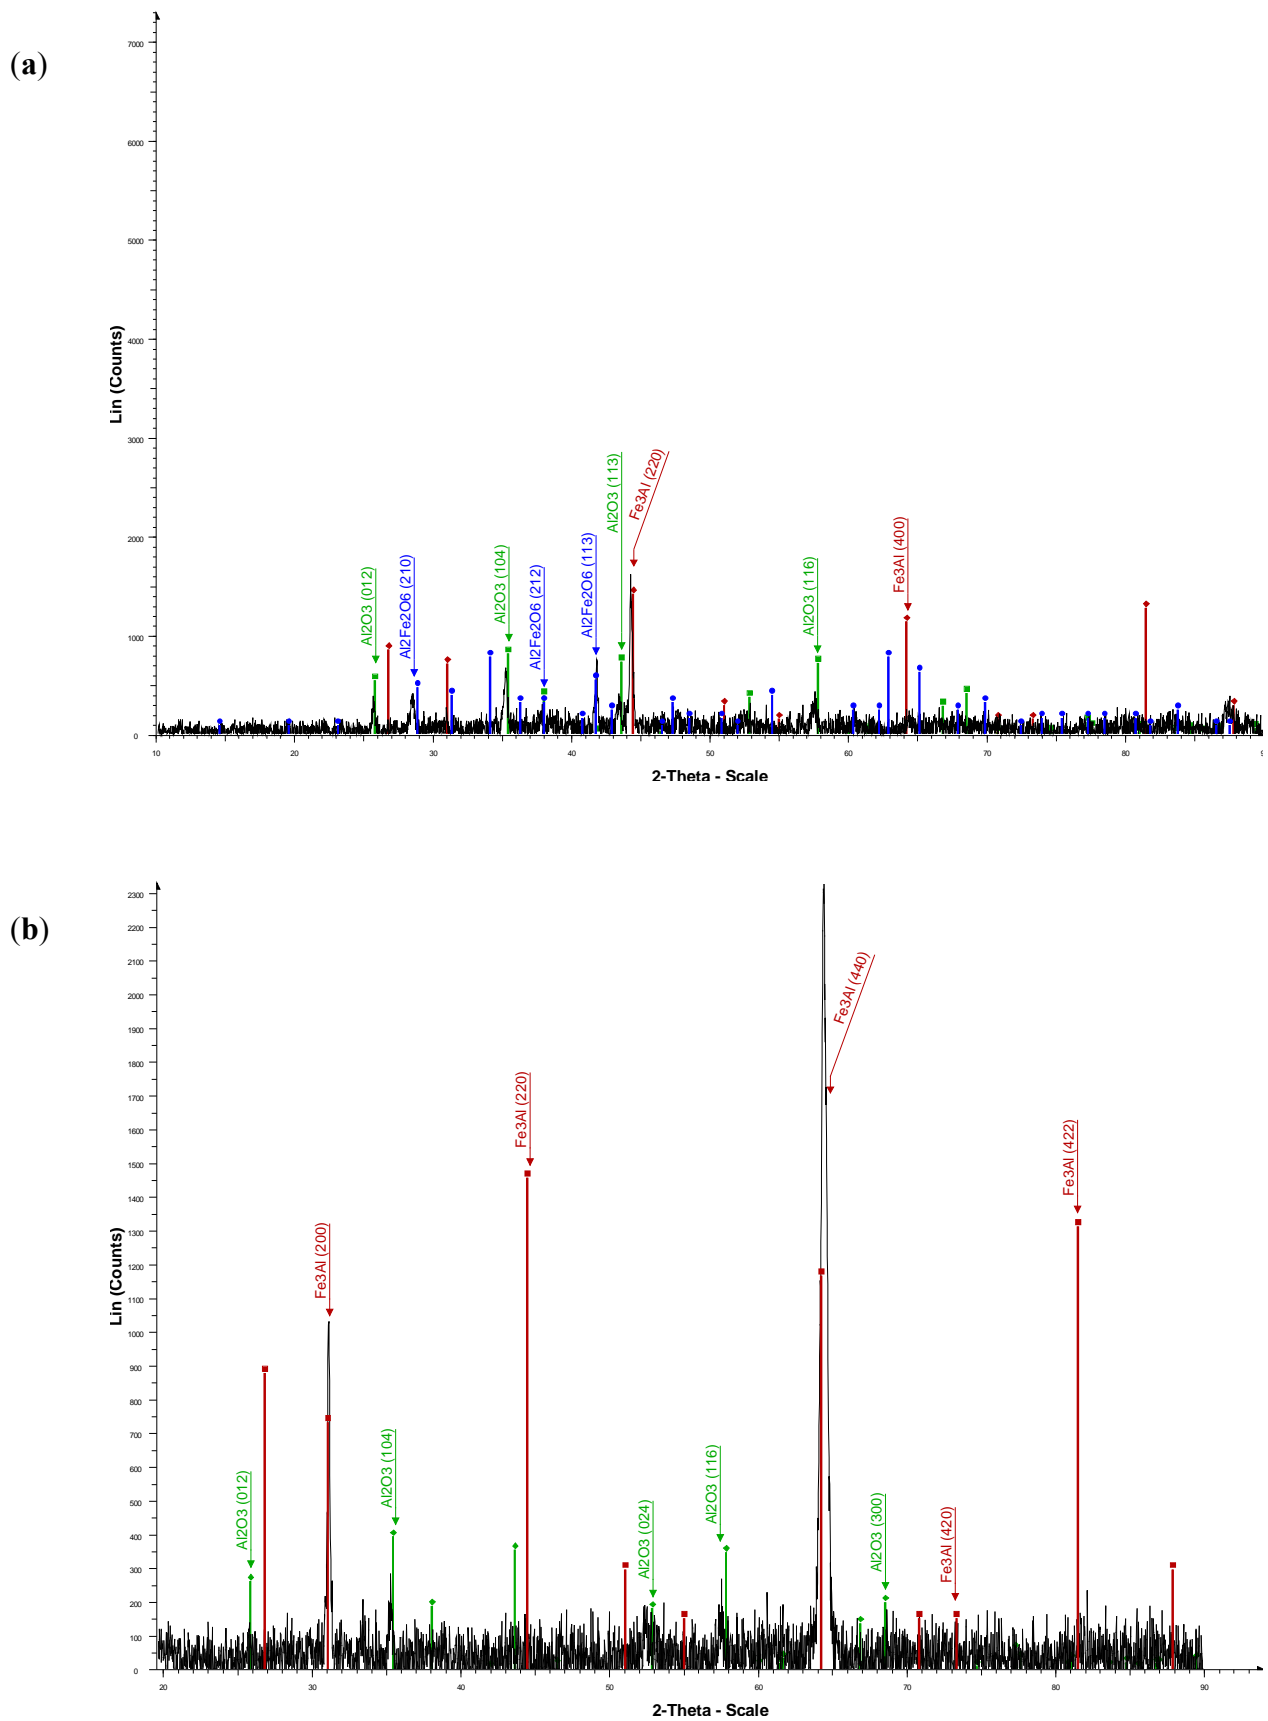 (a)
Lin (Counts)
7000
6000
5000
4000
3000
2000
1000
0
Al2O3 (012)
Al2Fe2O6 (210)
Al2O3 (104)
Al2Fe2O6 (212)
Al2Fe2O6 (113)
Al2O3 (113)
Fe3Al (220)
Al2O3 (116)
Fe3Al (400)
10 20 30 40 50 60 70 80
2-Theta - Scale
(b)
Lin (Counts)
2300
2200
2100
2000
1900
1800
1700
1600
1500
1400
1300
1200
1100
1000
900
800
700
600
500
400
300
200
100
0
Al2O3 (012)
Fe3Al (200)
Al2O3 (104)
Fe3Al (220)
Al2O3 (024)
Al2O3 (116)
Fe3Al (440)
Al2O3 (300)
Fe3Al (420)
Fe3Al (422)
20 30 40 50 60 70 80 90
2-Theta - Scale